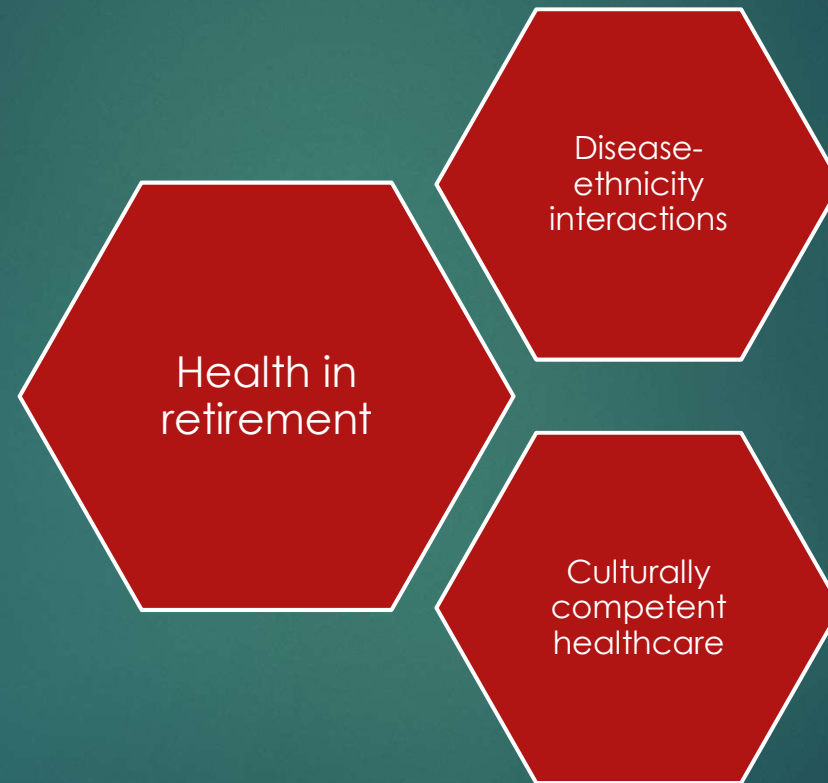 Disease-
ethnicity
interactions
Health in
retirement
Culturally
competent
healthcare